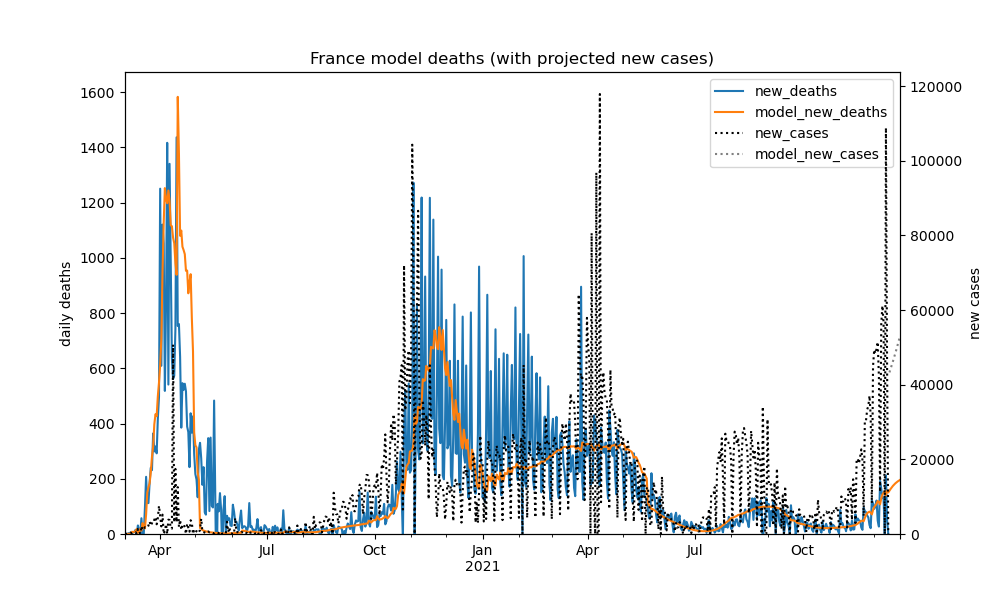 France model deaths (with projected new cases)
new_deaths
model_new_deaths
new_cases
model_new_cases
1600
1400
1200
1000
800
600
400
200
0
daily deaths
120000
100000
80000
60000
40000
20000
0
new cases
Apr Jul Oct Jan Apr Jul Oct
2021